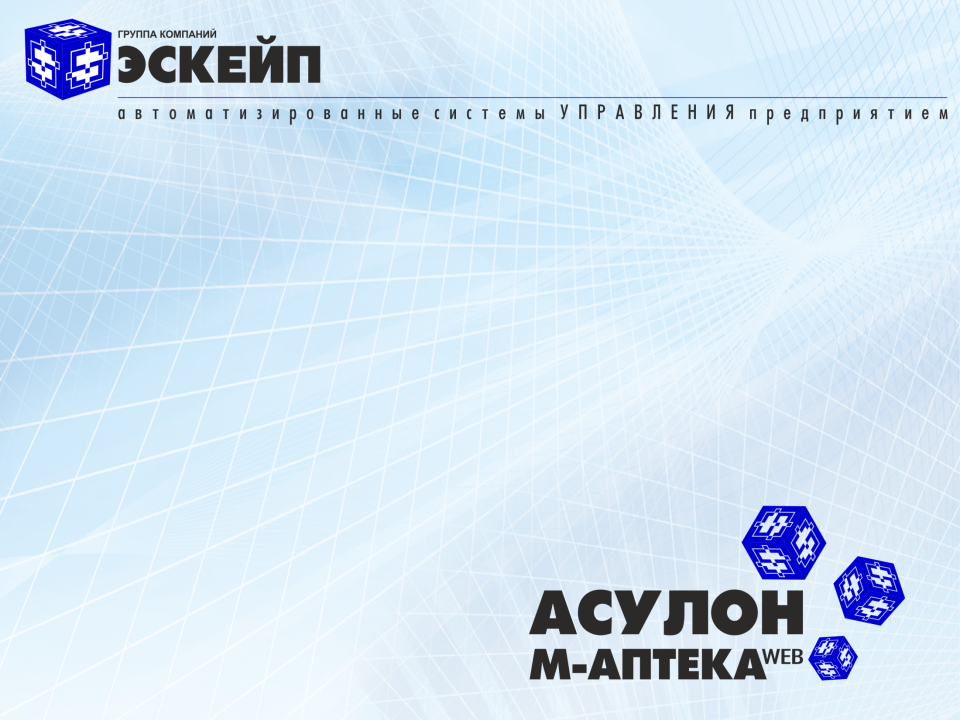 ГРУППА КОМПАНИЙ
ЭСКЕЙП
автоматизированные системы УПРАВЛЕНИЯ предприятием
АСУЛОН
М-АПТЕКА WEB